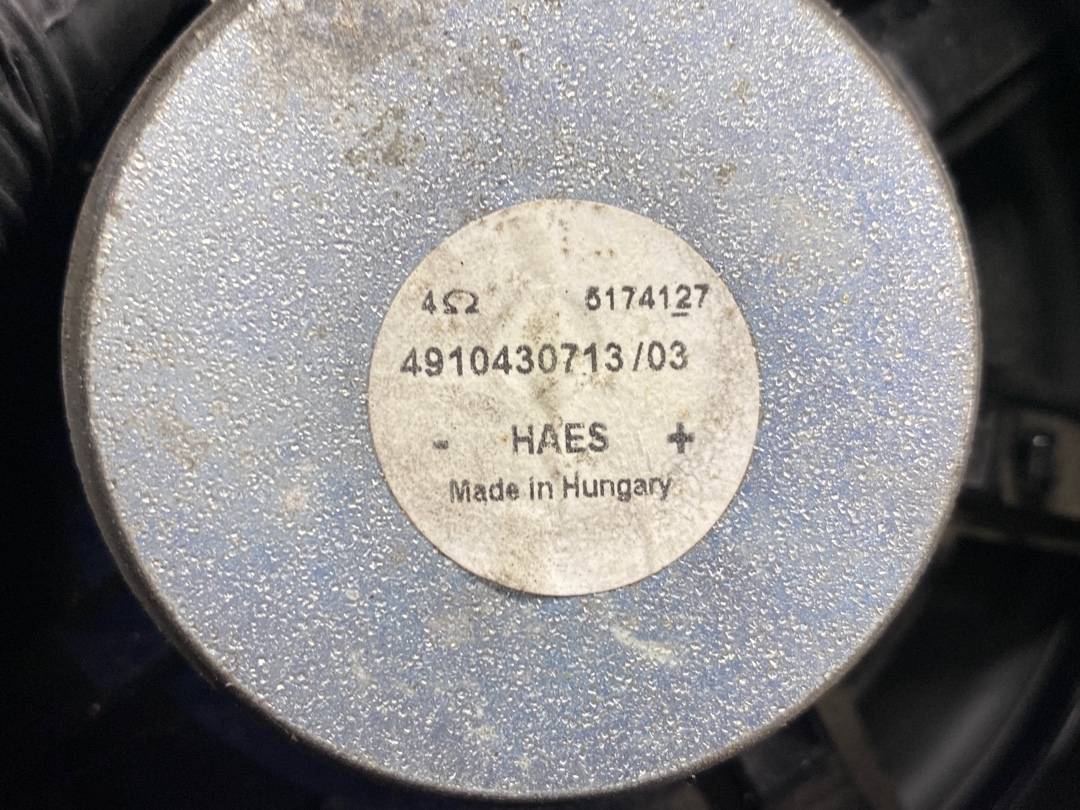 4Ω 5174127
4910430713/03
- HAES +
Made in Hungary